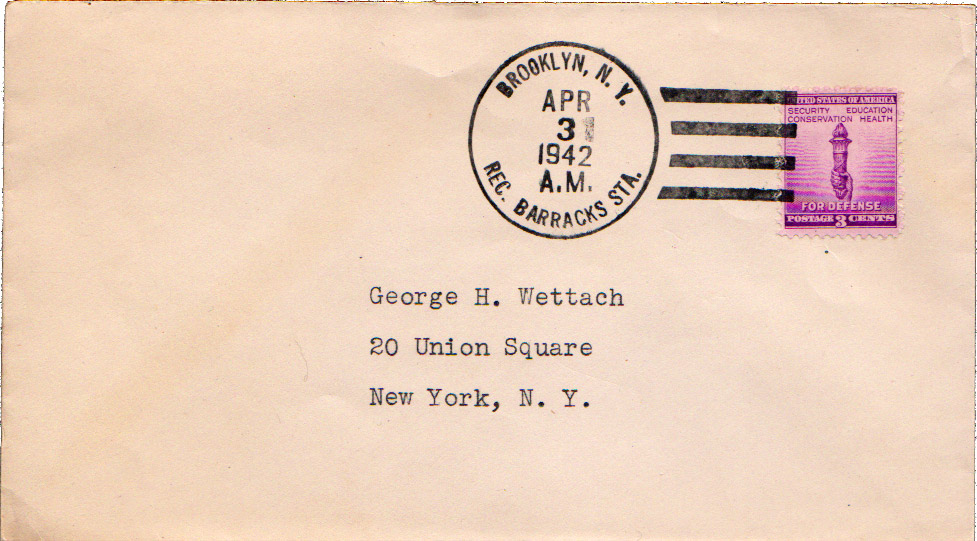 BROOKLYN, N. Y.
APR
3
1942
A.M.
REC. BARRACKS STA.
UNITED STATES OF AMERICA
SECURITY EDUCATION
CONSERVATION HEALTH
FOR DEFENSE
POSTAGE 3 CENTS
George H. Wettach
20 Union Square
New York, N. Y.